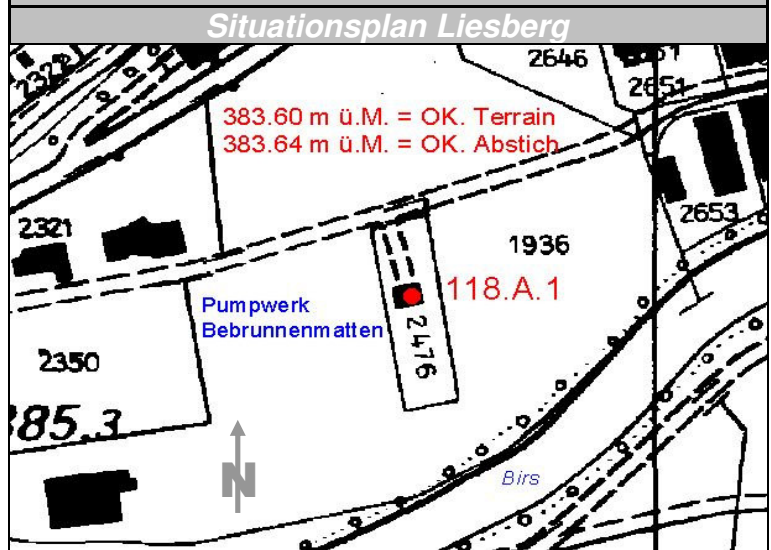 Situationsplan Liesberg
2322
2646
2651
383.60 m ü.M. = OK. Terrain
383.64 m ü.M. = OK. Abstich
2321
2653
1936
118.A.1
Pumpwerk
Bebrunnenmatten
2476
2350
385.3
N
Birs